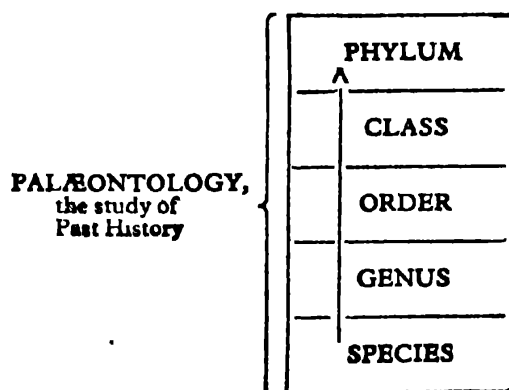 PHYLUM
CLASS
PALÆONTOLOGY,
the study of
Past History
ORDER
GENUS
SPECIES